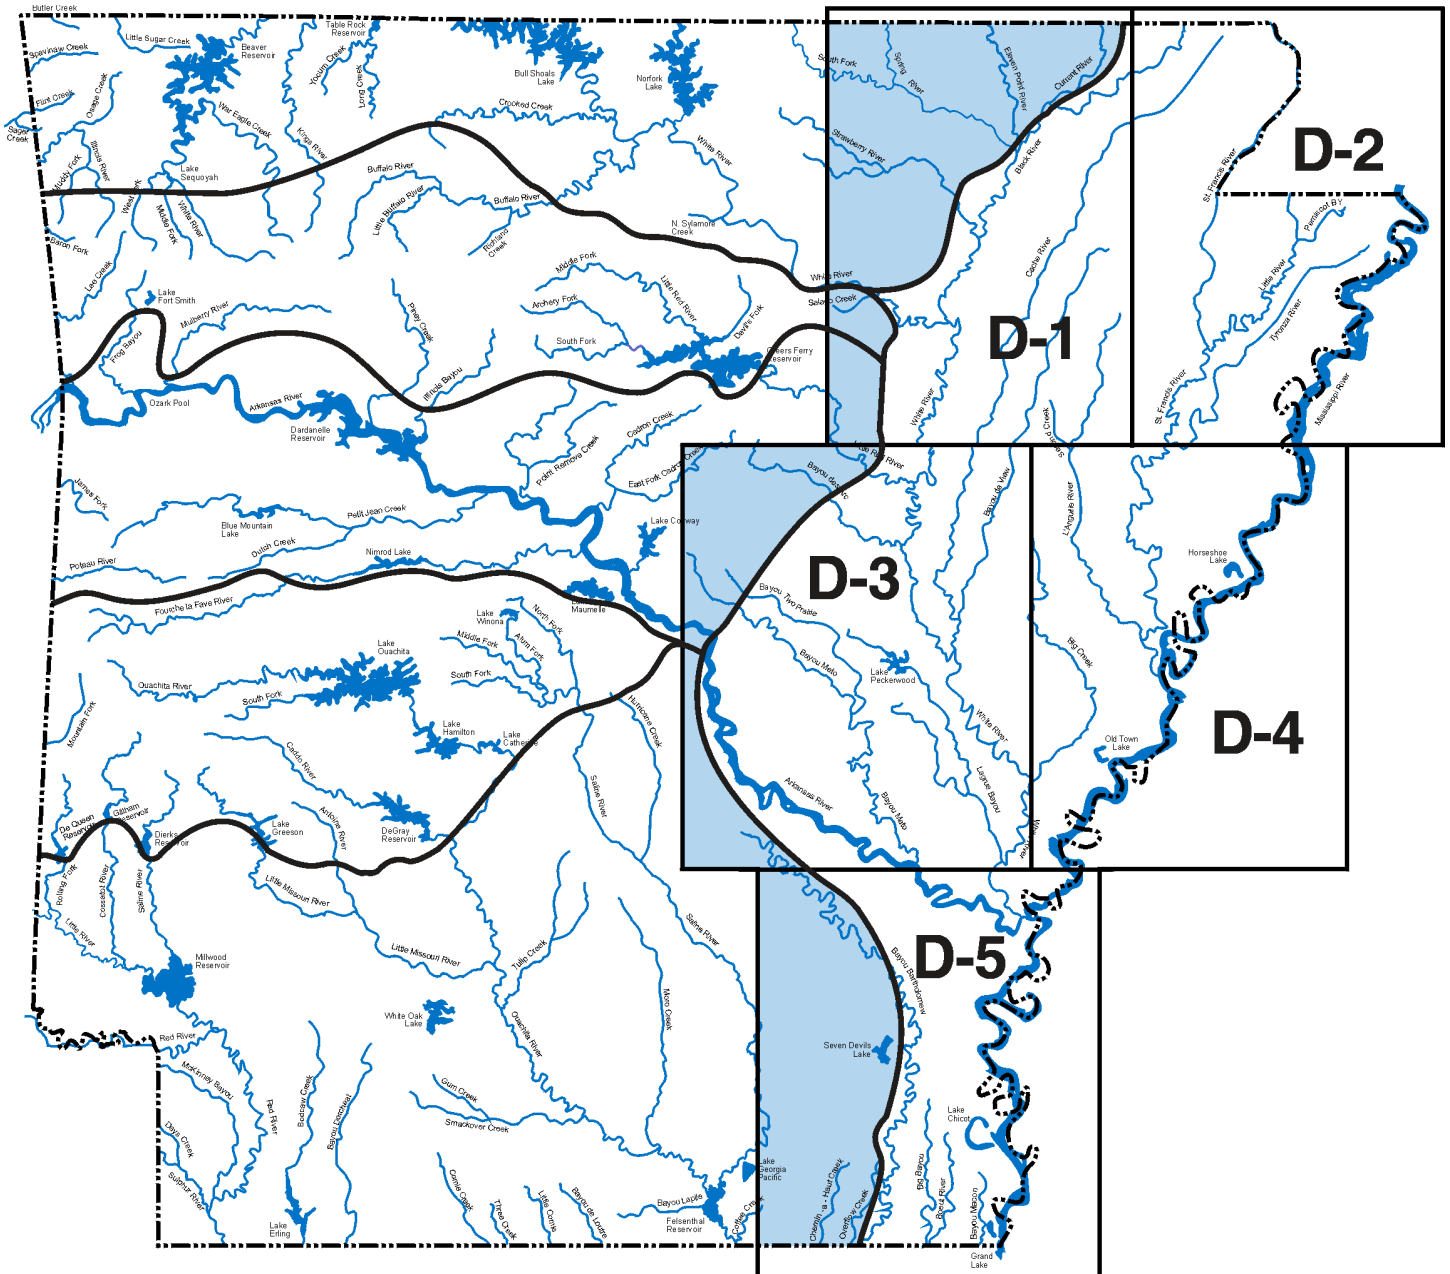 Butler Creek
Spavinaw Creek
Little Sugar Creek
Beaver
Reservoir
Table Rock
Reservoir
Yocum Creek
Long Creek
Bull Shoals
Lake
Norfork
Lake
South Fork
Spring
River
Eleven Point River
Current River
Flint Creek
Osage Creek
Sager
Creek
War Eagle Creek
Kings River
Crooked Creek
White River
Strawberry River
Black River
D-2
Muddy Fork
Illinois River
Lake
Sequoyah
Middle Fork
White River
Buffalo River
Little Buffalo River
Buffalo River
Richland
Creek
N. Sylamore
Creek
St. Francis River
Baron Fork
Lee Creek
Lake
Fort Smith
Frog Bayou
Mulberry River
Piney Creek
Illinois Bayou
Middle Fork
Archery Fork
South Fork
Little Red River
Devil's Fork
Greers Ferry
Reservoir
White River
Salado Creek
Cache River
D-1
Little River
Tyronza River
St. Francis River
Mississippi River
Ozark Pool
Arkansas River
Dardanelle
Reservoir
Point Remove Creek
Cadron Creek
East Fork Cadron Creek
White River
Second Creek
Little Red River
Bayou des Arc
Bayou de View
L'Anguille River
James Fork
Blue Mountain
Lake
Petit Jean Creek
Dutch Creek
Nimrod Lake
Lake Conway
Poteau River
Fourche la Fave River
Maumelle
D-3
Bayou Two Prairie
Horseshoe
Lake
Lake
Winona
North Fork
Alum Fork
Middle Fork
South Fork
Lake
Ouachita
Ouachita River
South Fork
Mountain Fork
Lake
Hamilton
Lake
Catherine
Hurricane Creek
Saline River
Bayou Meto
Lake
Peckerwood
White River
Lagrue Bayou
Big Creek
Old Town
Lake
D-4
Caddo River
De Queen
Reservoir
Gillham
Reservoir
Dierks
Reservoir
Lake
Greeson
Antoine River
DeGray
Reservoir
Arkansas River
Bayou Meto
White River
Rolling Fork
Cossatot River
Saline River
Little River
Little Missouri River
Little Missouri River
Tulip Creek
Saline River
Bayou Bartholomew
D-5
Millwood
Reservoir
White Oak
Lake
Ouachita River
Moro Creek
Seven Devils
Lake
Red River
McKinney Bayou
Red River
Bodcaw Creek
Bayou Dorcheat
Days Creek
Sulphur River
Lake
Erling
Gum Creek
Smackover Creek
Cornie Creek
Three Creek
Little Cornie
Bayou de Loutre
Bayou Lapile
Felsenthal
Reservoir
Coffee Creek
Lake
Georgia
Pacific
Chemin - a - Haut Creek
Overflow Creek
Big Bayou
Boeuf River
Bayou Macon
Lake
Chicot
Grand
Lake